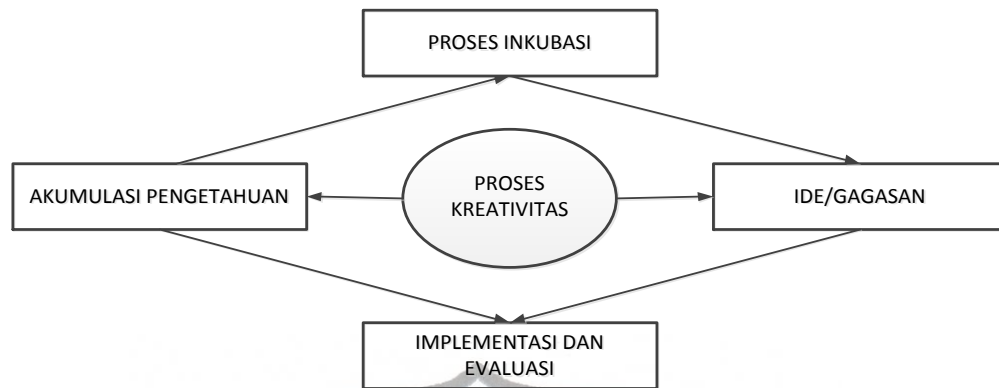 PROSES INKUBASI
AKUMULASI PENGETAHUAN
PROSES
KREATIVITAS
IDE/GAGASAN
IMPLEMENTASI DAN
EVALUASI